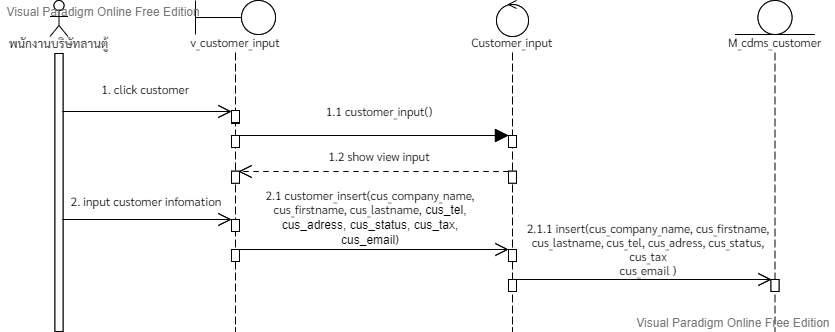 Visual Paradigm Online Free Edition
พนักงานบริษัทลานตู้
v_customer_input
Customer_input
M_cdms_customer
1. click customer
1.1 customer_input()
1.2 show view input
2. input customer infomation
2.1 customer_insert(cus_company_name,
cus_firstname, cus_lastname, cus_tel,
cus_adress, cus_status, cus_tax,
cus_email)
2.1.1 insert(cus_company_name, cus_firstname,
cus_lastname, cus_tel, cus_adress, cus_status,
cus_tax
cus_email )
Visual Paradigm Online Free Edition